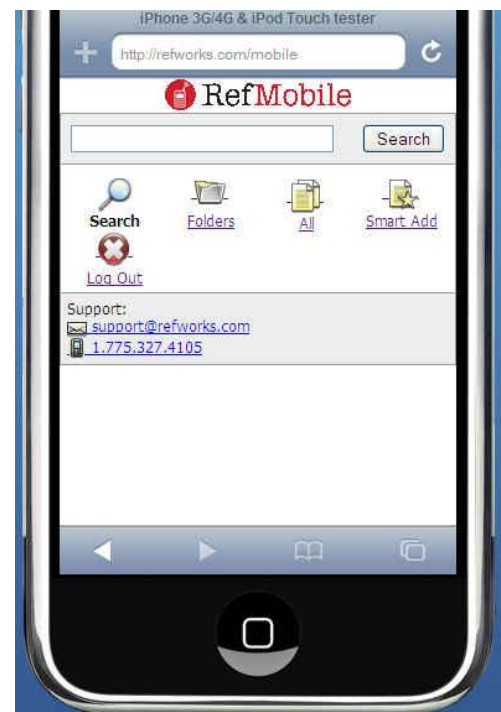 iPhone 3G/4G & iPod Touch tester
http://refworks.com/mobile
RefMobile
Search
Search Folders All Smart Add
Log Out
Support:
support@refworks.com
1.775.327.4105